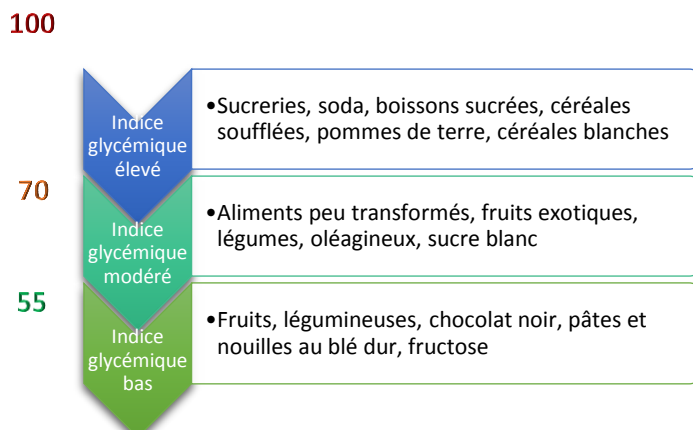 100
Indice
glycémique
élevé
•Sucreries, soda, boissons sucrées, céréales
soufflées, pommes de terre, céréales blanches
70
Indice
glycémique
modéré
•Aliments peu transformés, fruits exotiques,
légumes, oléagineux, sucre blanc
55
Indice
glycémique
bas
•Fruits, légumineuses, chocolat noir, pâtes et
nouilles au blé dur, fructose